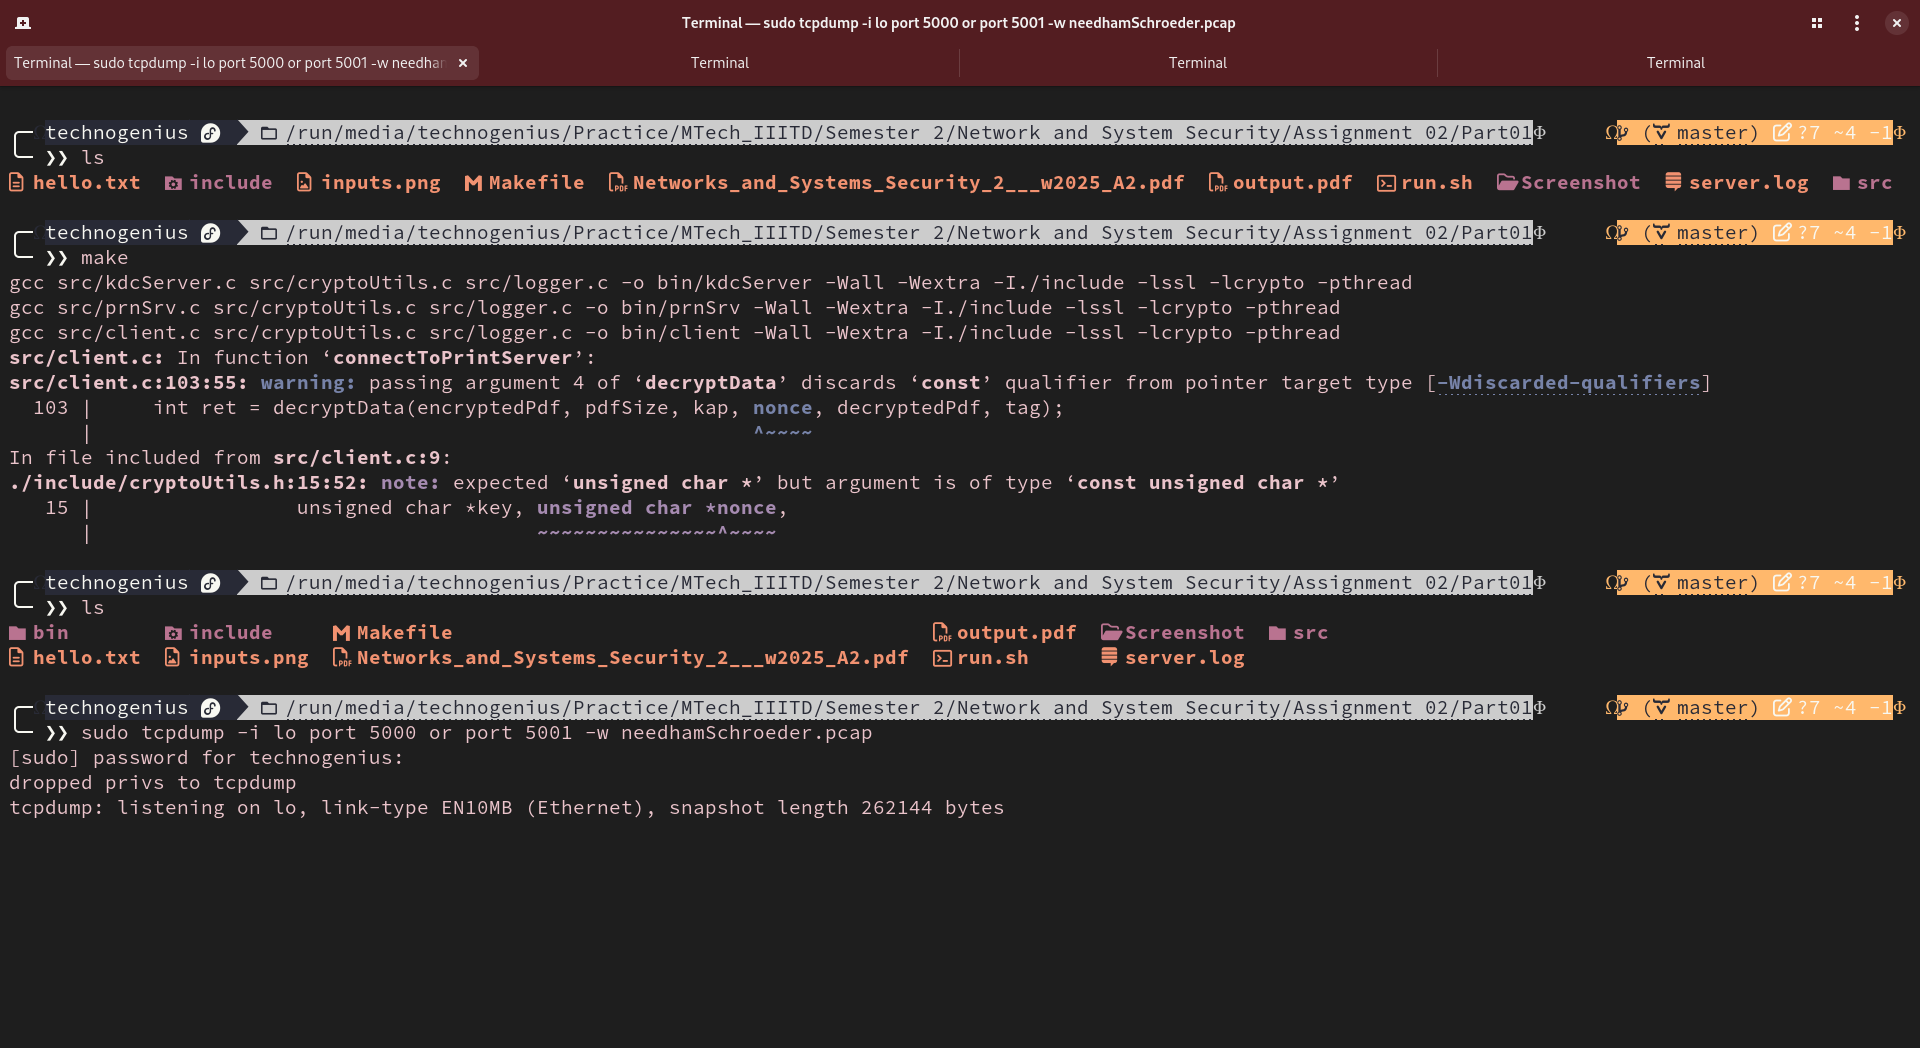 Terminal — sudo tcpdump -i lo port 5000 or port 5001 -w needhamSchroeder.pcap
Terminal — sudo tcpdump -i lo port 5000 or port 5001 -w needhar Terminal Terminal Terminal
technogenius /run/media/technogenius/Practice/MTech_IIITD/Semester 2/Network and System Security/Assignment 02/Part01Φ Ω (master) ?7 ~4 -1Φ
❯❯ ls
hello.txt include inputs.png Makefile Networks_and_Systems_Security_2___w2025_A2.pdf output.pdf run.sh Screenshot server.log src
technogenius /run/media/technogenius/Practice/MTech_IIITD/Semester 2/Network and System Security/Assignment 02/Part01Φ Ω (master) ?7 ~4 -1Φ
❯❯ make
gcc src/kdcServer.c src/cryptoUtils.c src/logger.c -o bin/kdcServer -Wall -Wextra -I./include -lssl -lcrypto -pthread
gcc src/prnSrv.c src/cryptoUtils.c src/logger.c -o bin/prnSrv -Wall -Wextra -I./include -lssl -lcrypto -pthread
gcc src/client.c src/cryptoUtils.c src/logger.c -o bin/client -Wall -Wextra -I./include -lssl -lcrypto -pthread
src/client.c: In function ‘connectToPrintServer’:
src/client.c:103:55: warning: passing argument 4 of ‘decryptData’ discards ‘const’ qualifier from pointer target type [-Wdiscarded-qualifiers]
103 | int ret = decryptData(encryptedPdf, pdfSize, kap, nonce, decryptedPdf, tag);
| ^~~~~
In file included from src/client.c:9:
./include/cryptoUtils.h:15:52: note: expected ‘unsigned char *’ but argument is of type ‘const unsigned char *’
15 | unsigned char *key, unsigned char *nonce,
| ~~~~~~~~~~~~~~~^~~~~
technogenius /run/media/technogenius/Practice/MTech_IIITD/Semester 2/Network and System Security/Assignment 02/Part01Φ Ω (master) ?7 ~4 -1Φ
❯❯ ls
bin include Makefile output.pdf Screenshot src
hello.txt inputs.png Networks_and_Systems_Security_2___w2025_A2.pdf run.sh server.log
technogenius /run/media/technogenius/Practice/MTech_IIITD/Semester 2/Network and System Security/Assignment 02/Part01Φ Ω (master) ?7 ~4 -1Φ
❯❯ sudo tcpdump -i lo port 5000 or port 5001 -w needhamSchroeder.pcap
[sudo] password for technogenius:
dropped privs to tcpdump
tcpdump: listening on lo, link-type EN10MB (Ethernet), snapshot length 262144 bytes